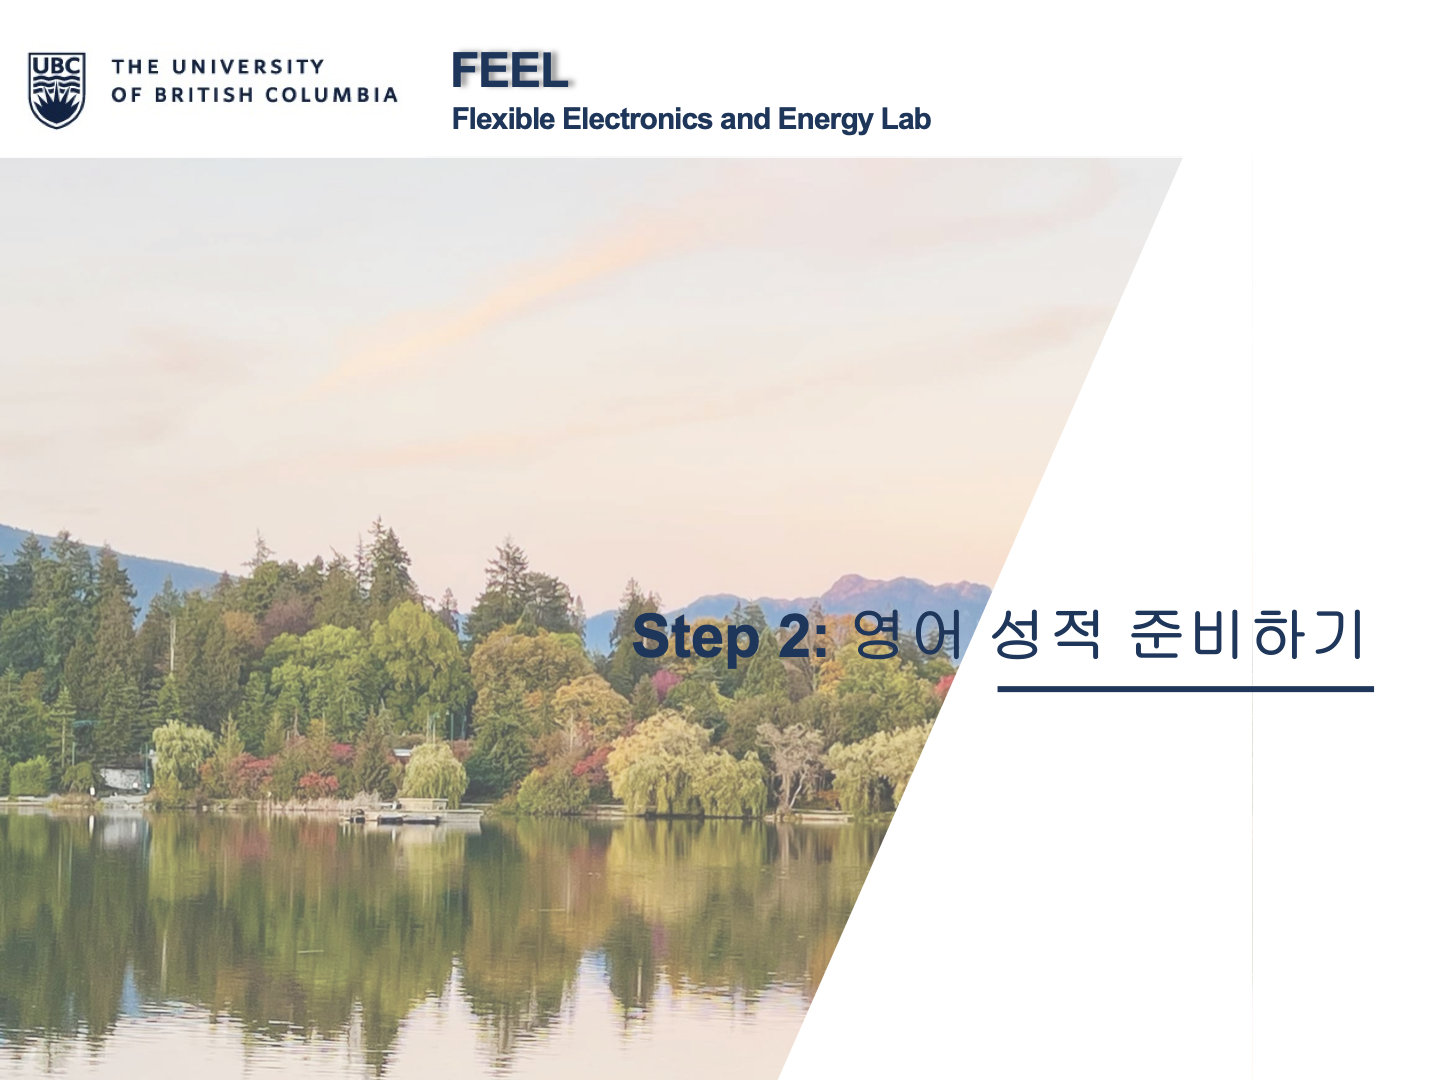 UBC
THE UNIVERSITY
OF BRITISH COLUMBIA
FEEL
Flexible Electronics and Energy Lab
Step 2: 영어 성적 준비하기